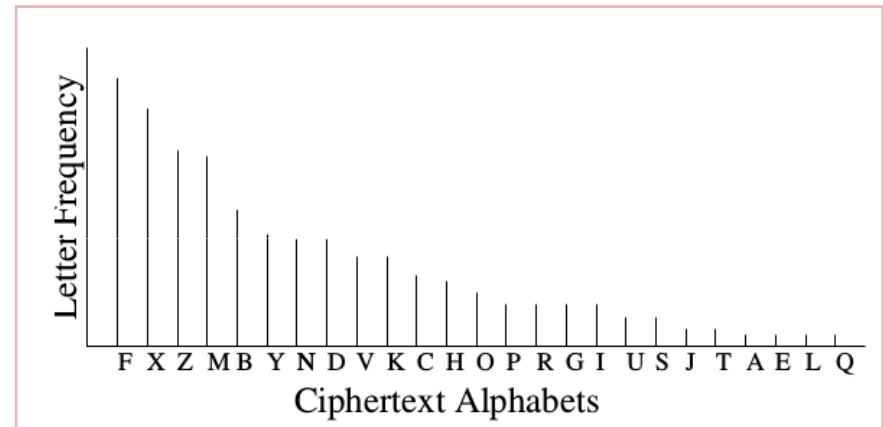 Letter Frequency
F X Z M B Y N D V K C H O P R G I U S J T A E L Q
Ciphertext Alphabets